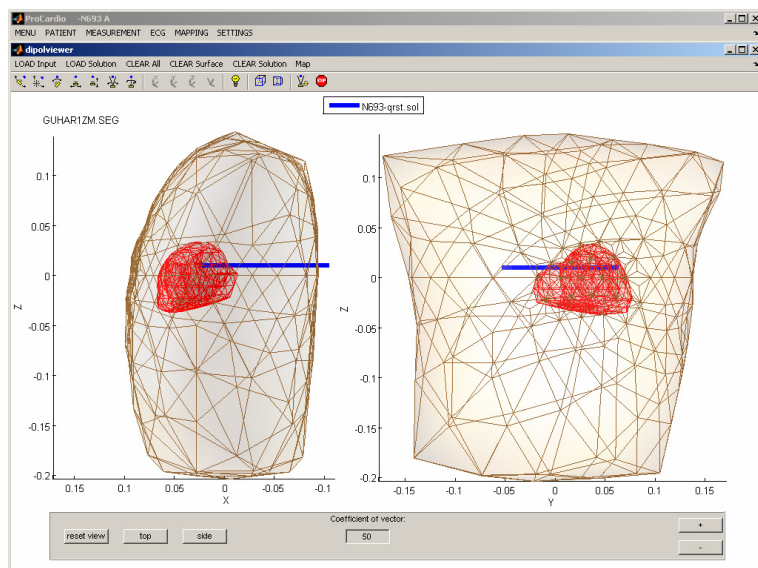 ProCardio -N693 A
MENU PATIENT MEASUREMENT ECG MAPPING SETTINGS
dipolviewer
LOAD Input LOAD Solution CLEAR All CLEAR Surface CLEAR Solution Map
STOP
N693-qrst.sol
GUHAR1ZM.SEG
0.1
0.05
0
-0.05
-0.1
-0.15
-0.2
Z
0.15 0.1 0.05 0 -0.05 -0.1
X
0.1
0.05
0
-0.05
-0.1
-0.15
-0.2
Z
-0.15 -0.1 -0.05 0 0.05 0.1 0.15
Y
Coefficient of vector:
reset view top side 50 +
-